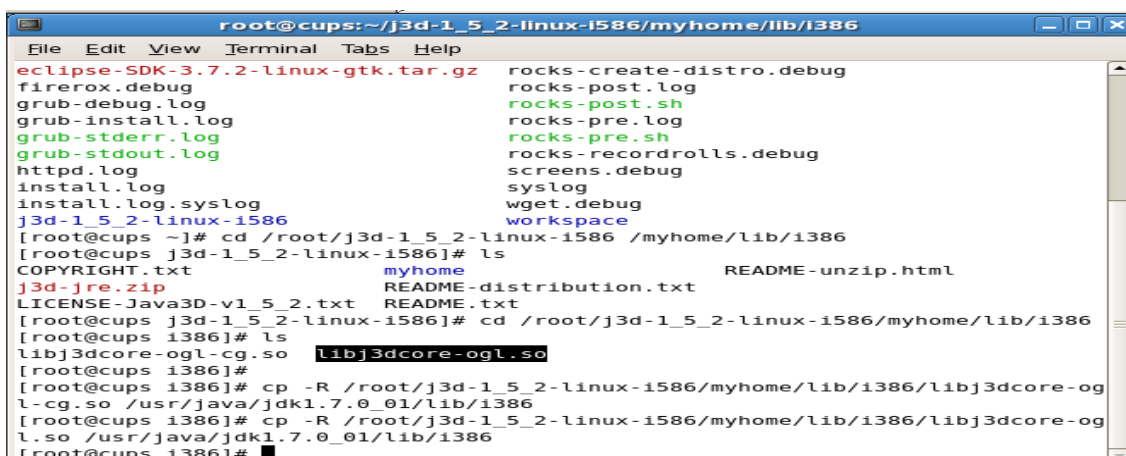 root@cups:~/j3d-1_5_2-linux-i586/myhome/lib/i386
File Edit View Terminal Tabs Help
eclipse-SDK-3.7.2-linux-gtk.tar.gz rocks-create-distro.debug
firerox.debug rocks-post.log
grub-debug.log rocks-post.sh
grub-install.log rocks-pre.log
grub-stderr.log rocks-pre.sh
grub-stdout.log rocks-recordrolls.debug
httpd.log screens.debug
install.log syslog
install.log.syslog wget.debug
j3d-1_5_2-linux-i586 workspace
[root@cups ~]# cd /root/j3d-1_5_2-linux-i586 /myhome/lib/i386
[root@cups j3d-1_5_2-linux-i586]# ls
COPYRIGHT.txt myhome README-unzip.html
j3d-jre.zip README-distribution.txt
LICENSE-Java3D-v1_5_2.txt README.txt
[root@cups j3d-1_5_2-linux-i586]# cd /root/j3d-1_5_2-linux-i586/myhome/lib/i386
[root@cups i386]# ls
libj3dcore-ogl-cg.so libj3dcore-ogl.so
[root@cups i386]#
[root@cups i386]# cp -R /root/j3d-1_5_2-linux-i586/myhome/lib/i386/libj3dcore-og
l-cg.so /usr/java/jdk1.7.0_01/lib/i386
[root@cups i386]# cp -R /root/j3d-1_5_2-linux-i586/myhome/lib/i386/libj3dcore-og
l.so /usr/java/jdk1.7.0_01/lib/i386
[root@cups i386]#